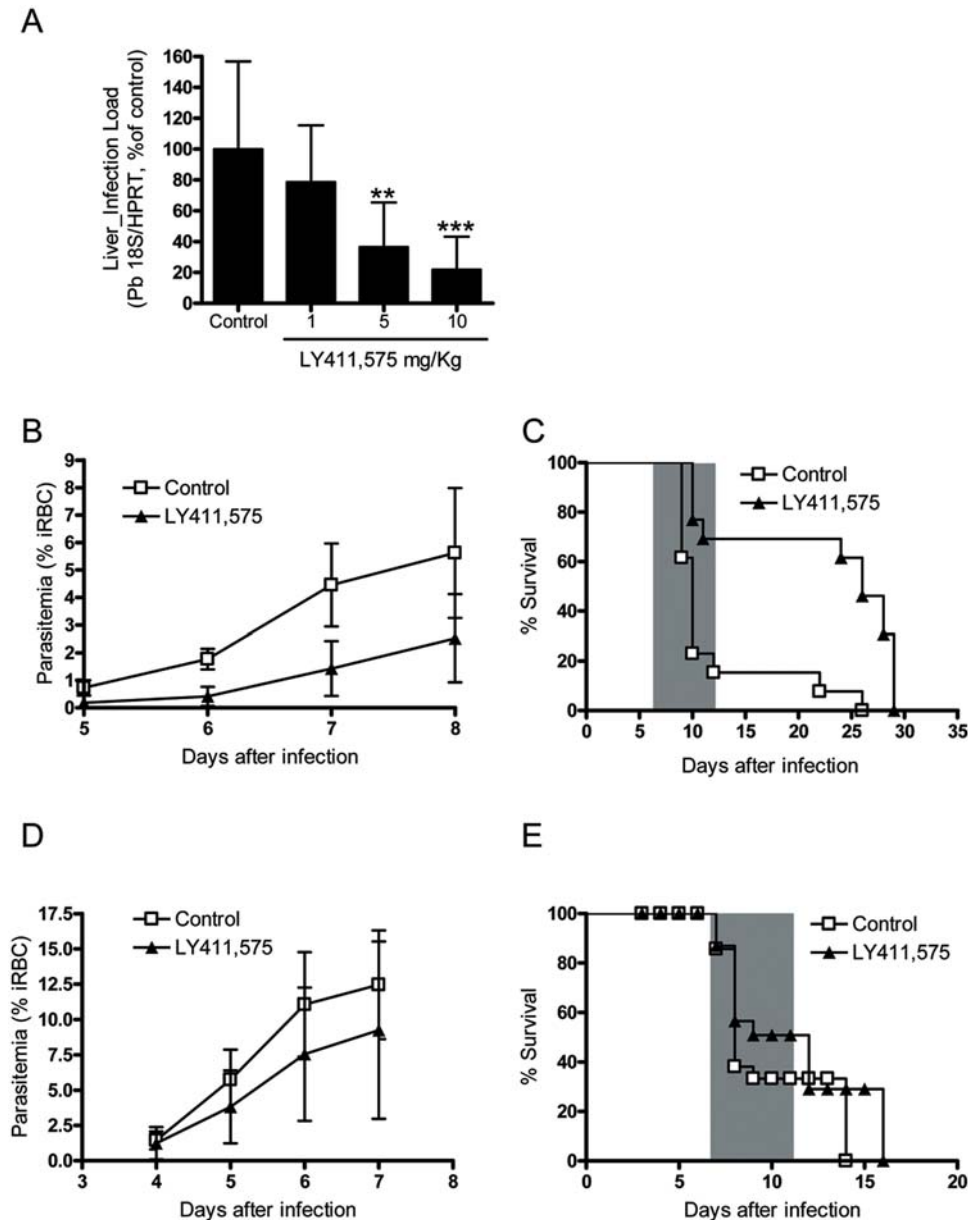 A
Liver_Infection Load
(Pb 18S/HPRT, %of control)
160
140
120
100
80
60
40
20
0
**
***
Control 1 5 10
LY411,575 mg/Kg
B
Parasitemia (% iRBC)
9
8
7
6
5
4
3
2
1
0
Control
LY411,575
5 6 7 8
Days after infection
C
% Survival
100
80
60
40
20
0
Control
LY411,575
0 5 10 15 20 25 30 35
Days after infection
D
Parasitemia (% iRBC)
17.5
15.0
12.5
10.0
7.5
5.0
2.5
0.0
Control
LY411,575
3 4 5 6 7 8
Days after infection
E
% Survival
100
80
60
40
20
0
Control
LY411,575
0 5 10 15 20
Days after infection